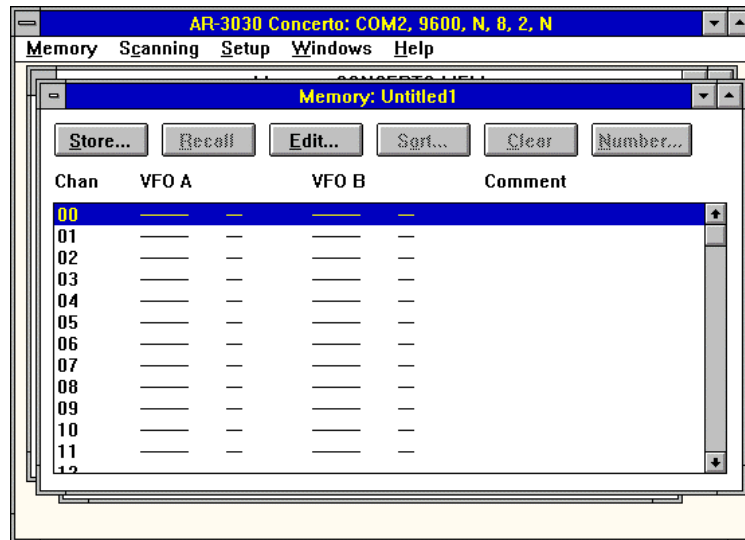 AR-3030 Concerto: COM2, 9600, N, 8, 2, N
Memory Scanning Setup Windows Help
Memory: Untitled1
Store... Recall Edit... Sort... Clear Number...
Chan VFO A VFO B Comment
00 —— — —— —
01 —— — —— —
02 —— — —— —
03 —— — —— —
04 —— — —— —
05 —— — —— —
06 —— — —— —
07 —— — —— —
08 —— — —— —
09 —— — —— —
10 —— — —— —
11 —— — —— —
12